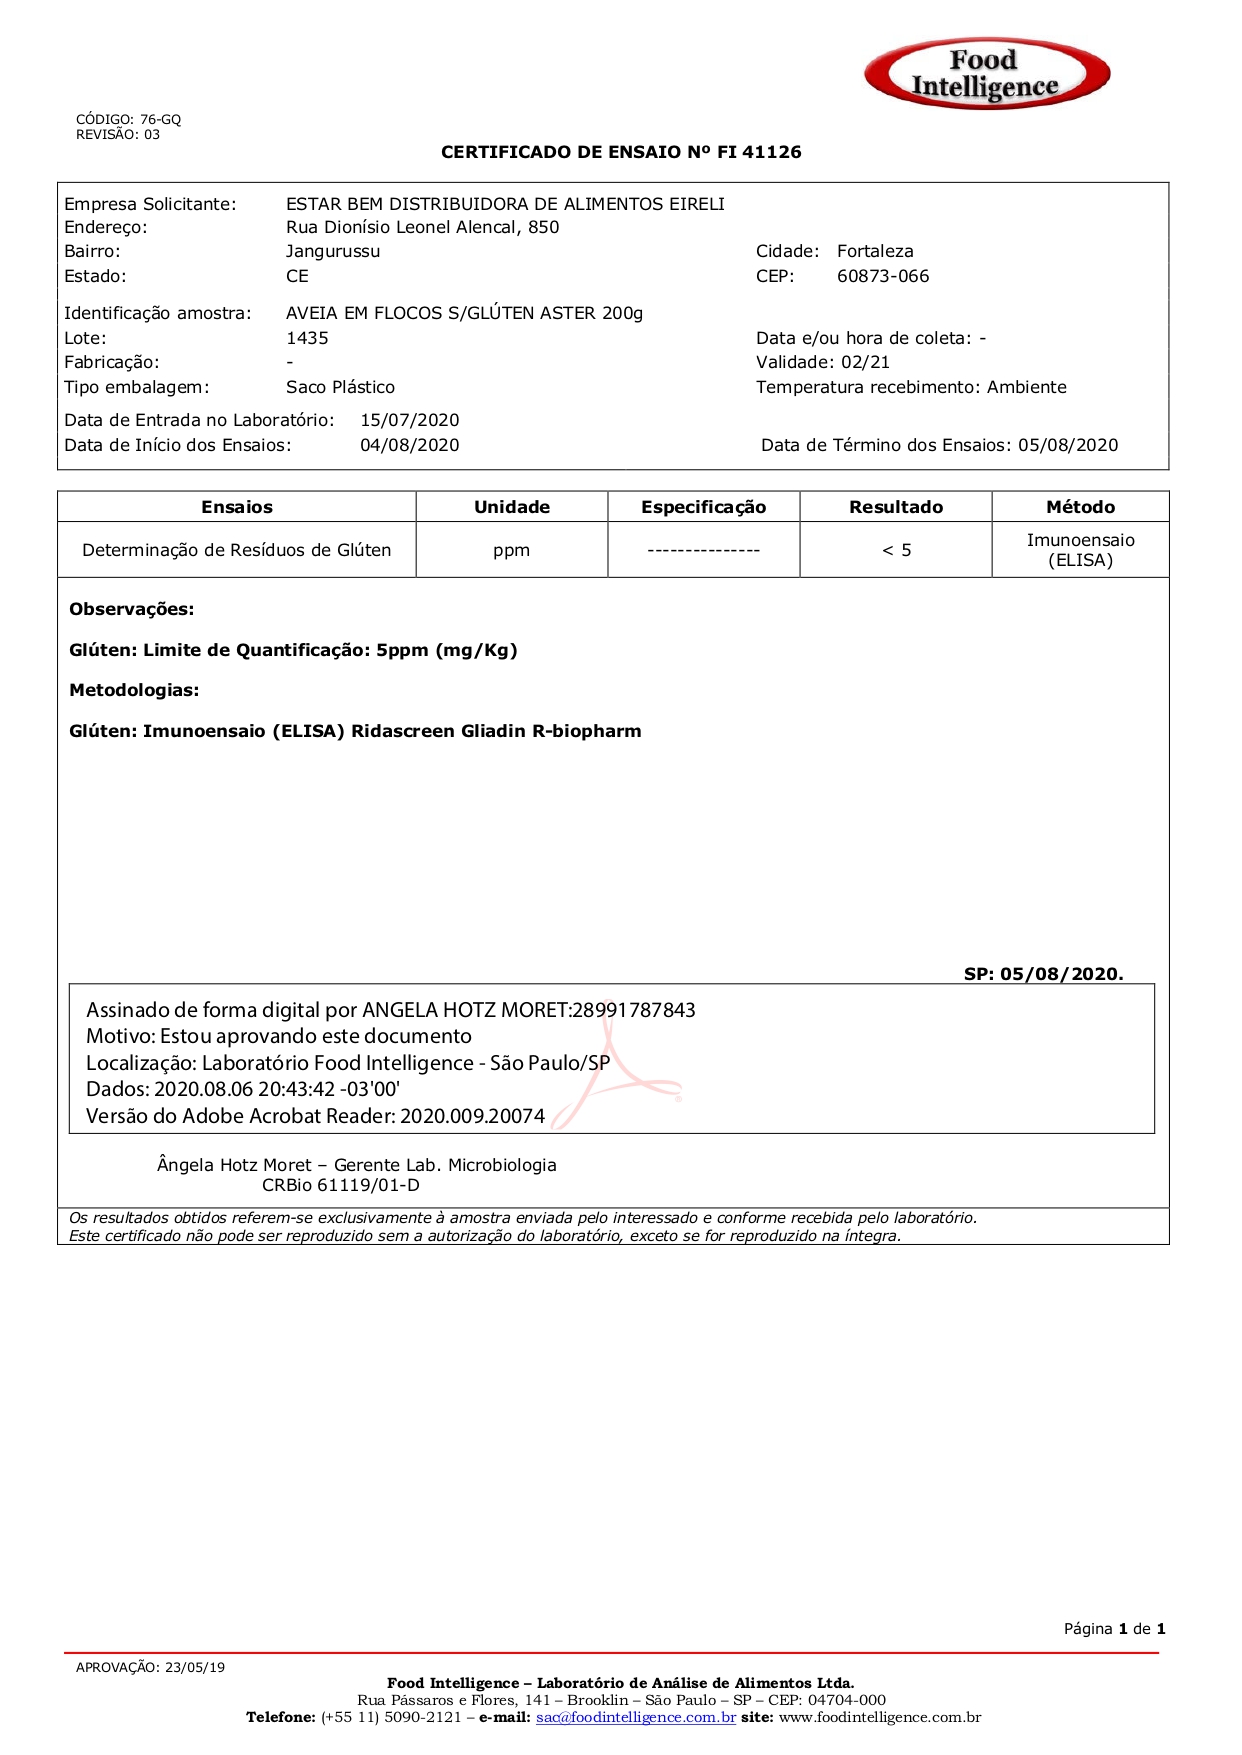 Food
Intelligence
CÓDIGO: 76-GQ
REVISÃO: 03
CERTIFICADO DE ENSAIO Nº FI 41126
Empresa Solicitante: ESTAR BEM DISTRIBUIDORA DE ALIMENTOS EIRELI
Endereço: Rua Dionísio Leonel Alencal, 850
Bairro: Jangurussu Cidade: Fortaleza
Estado: CE CEP: 60873-066
Identificação amostra: AVEIA EM FLOCOS S/GLÚTEN ASTER 200g
Lote: 1435 Data e/ou hora de coleta: -
Fabricação: - Validade: 02/21
Tipo embalagem: Saco Plástico Temperatura recebimento: Ambiente
Data de Entrada no Laboratório: 15/07/2020
Data de Início dos Ensaios: 04/08/2020 Data de Término dos Ensaios: 05/08/2020
Ensaios Unidade Especificação Resultado Método
Determinação de Resíduos de Glúten ppm --------------- < 5 Imunoensaio
(ELISA)
Observações:
Glúten: Limite de Quantificação: 5ppm (mg/Kg)
Metodologias:
Glúten: Imunoensaio (ELISA) Ridascreen Gliadin R-biopharm
SP: 05/08/2020.
Assinado de forma digital por ANGELA HOTZ MORET:28991787843
Motivo: Estou aprovando este documento
Localização: Laboratório Food Intelligence - São Paulo/SP
Dados: 2020.08.06 20:43:42 -03'00'
Versão do Adobe Acrobat Reader: 2020.009.20074
Ângela Hotz Moret – Gerente Lab. Microbiologia
CRBio 61119/01-D
Os resultados obtidos referem-se exclusivamente à amostra enviada pelo interessado e conforme recebida pelo laboratório.
Este certificado não pode ser reproduzido sem a autorização do laboratório, exceto se for reproduzido na íntegra.
Página 1 de 1
APROVAÇÃO: 23/05/19
Food Intelligence – Laboratório de Análise de Alimentos Ltda.
Rua Pássaros e Flores, 141 – Brooklin – São Paulo – SP – CEP: 04704-000
Telefone: (+55 11) 5090-2121 – e-mail: sac@foodintelligence.com.br site: www.foodintelligence.com.br